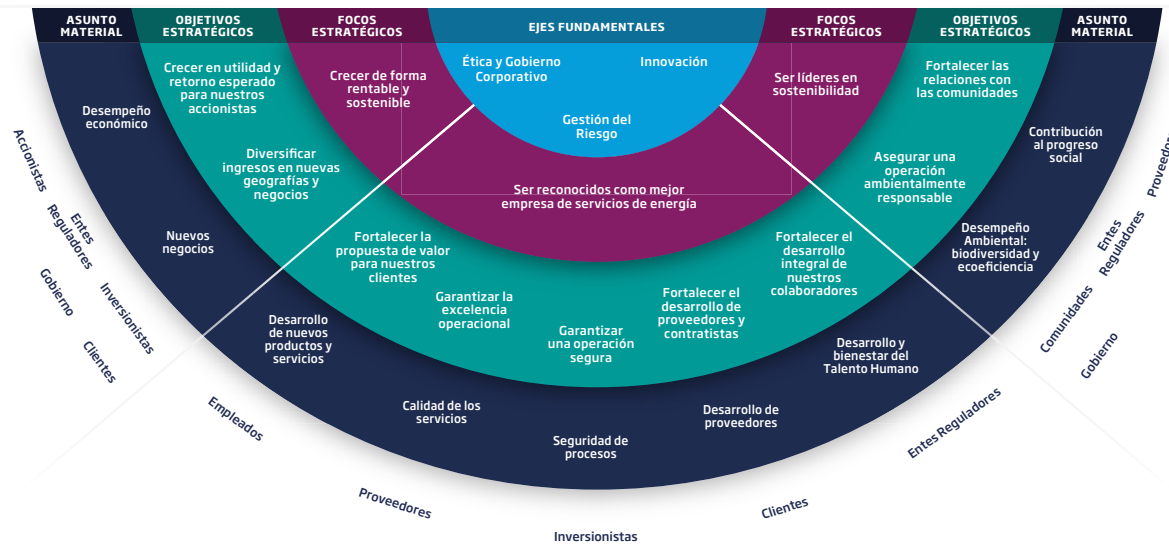 ASUNTO
MATERIAL
OBJETIVOS
ESTRATÉGICOS
FOCOS
ESTRATÉGICOS
EJES FUNDAMENTALES
FOCOS
ESTRATÉGICOS
OBJETIVOS
ESTRATÉGICOS
ASUNTO
MATERIAL
Ética y Gobierno
Corporativo
Innovación
Gestión del
Riesgo
Crecer de forma
rentable y
sostenible
Ser líderes en
sostenibilidad
Ser reconocidos como mejor
empresa de servicios de energía
Crecer en utilidad y
retorno esperado
para nuestros
accionistas
Diversificar
ingresos en nuevas
geografías y
negocios
Fortalecer la
propuesta de valor
para nuestros
clientes
Garantizar la
excelencia
operacional
Garantizar
una operación
segura
Fortalecer el
desarrollo de
proveedores y
contratistas
Fortalecer el
desarrollo
integral de
nuestros
colaboradores
Asegurar una
operación
ambientalmente
responsable
Fortalecer las
relaciones con
las comunidades
Desempeño
económico
Nuevos
negocios
Desarrollo
de nuevos
productos y
servicios
Calidad de los
servicios
Seguridad de
procesos
Desarrollo de
proveedores
Desarrollo y
bienestar del
Talento Humano
Desempeño
Ambiental:
biodiversidad y
ecoeficiencia
Contribución
al progreso
social
Accionistas
Entes
Reguladores
Gobierno
Inversionistas
Clientes
Empleados
Proveedores
Inversionistas
Clientes
Entes Reguladores
Comunidades
Gobierno
Entes
Reguladores